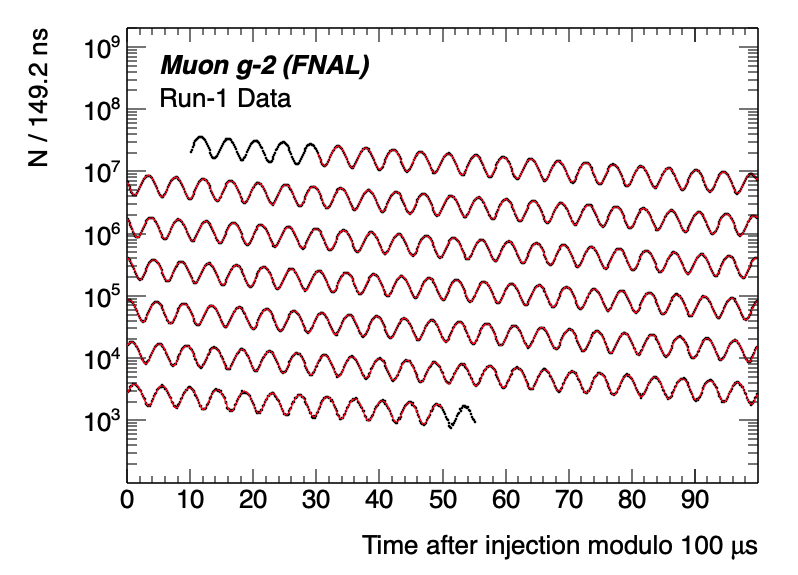 N / 149.2 ns
10⁹
10⁸
10⁷
10⁶
10⁵
10⁴
10³
Muon g-2 (FNAL)
Run-1 Data
0 10 20 30 40 50 60 70 80 90
Time after injection modulo 100 μs